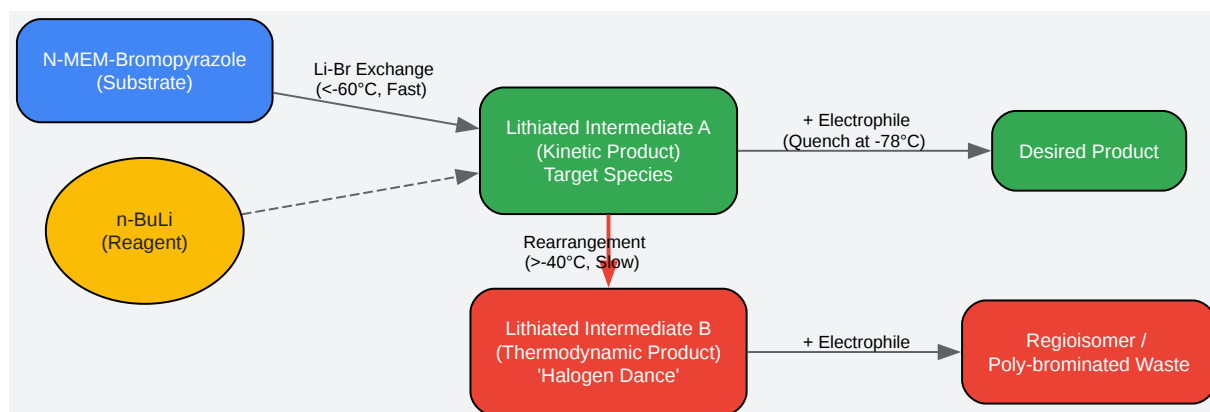 N-MEM-Bromopyrazole
(Substrate)
Li-Br Exchange
(<-60°C, Fast)
n-BuLi
(Reagent)
Lithiated Intermediate A
(Kinetic Product)
Target Species
+ Electrophile
(Quench at -78°C)
Desired Product
Rearrangement
(>-40°C, Slow)
Lithiated Intermediate B
(Thermodynamic Product)
'Halogen Dance'
+ Electrophile
Regioisomer /
Poly-brominated Waste